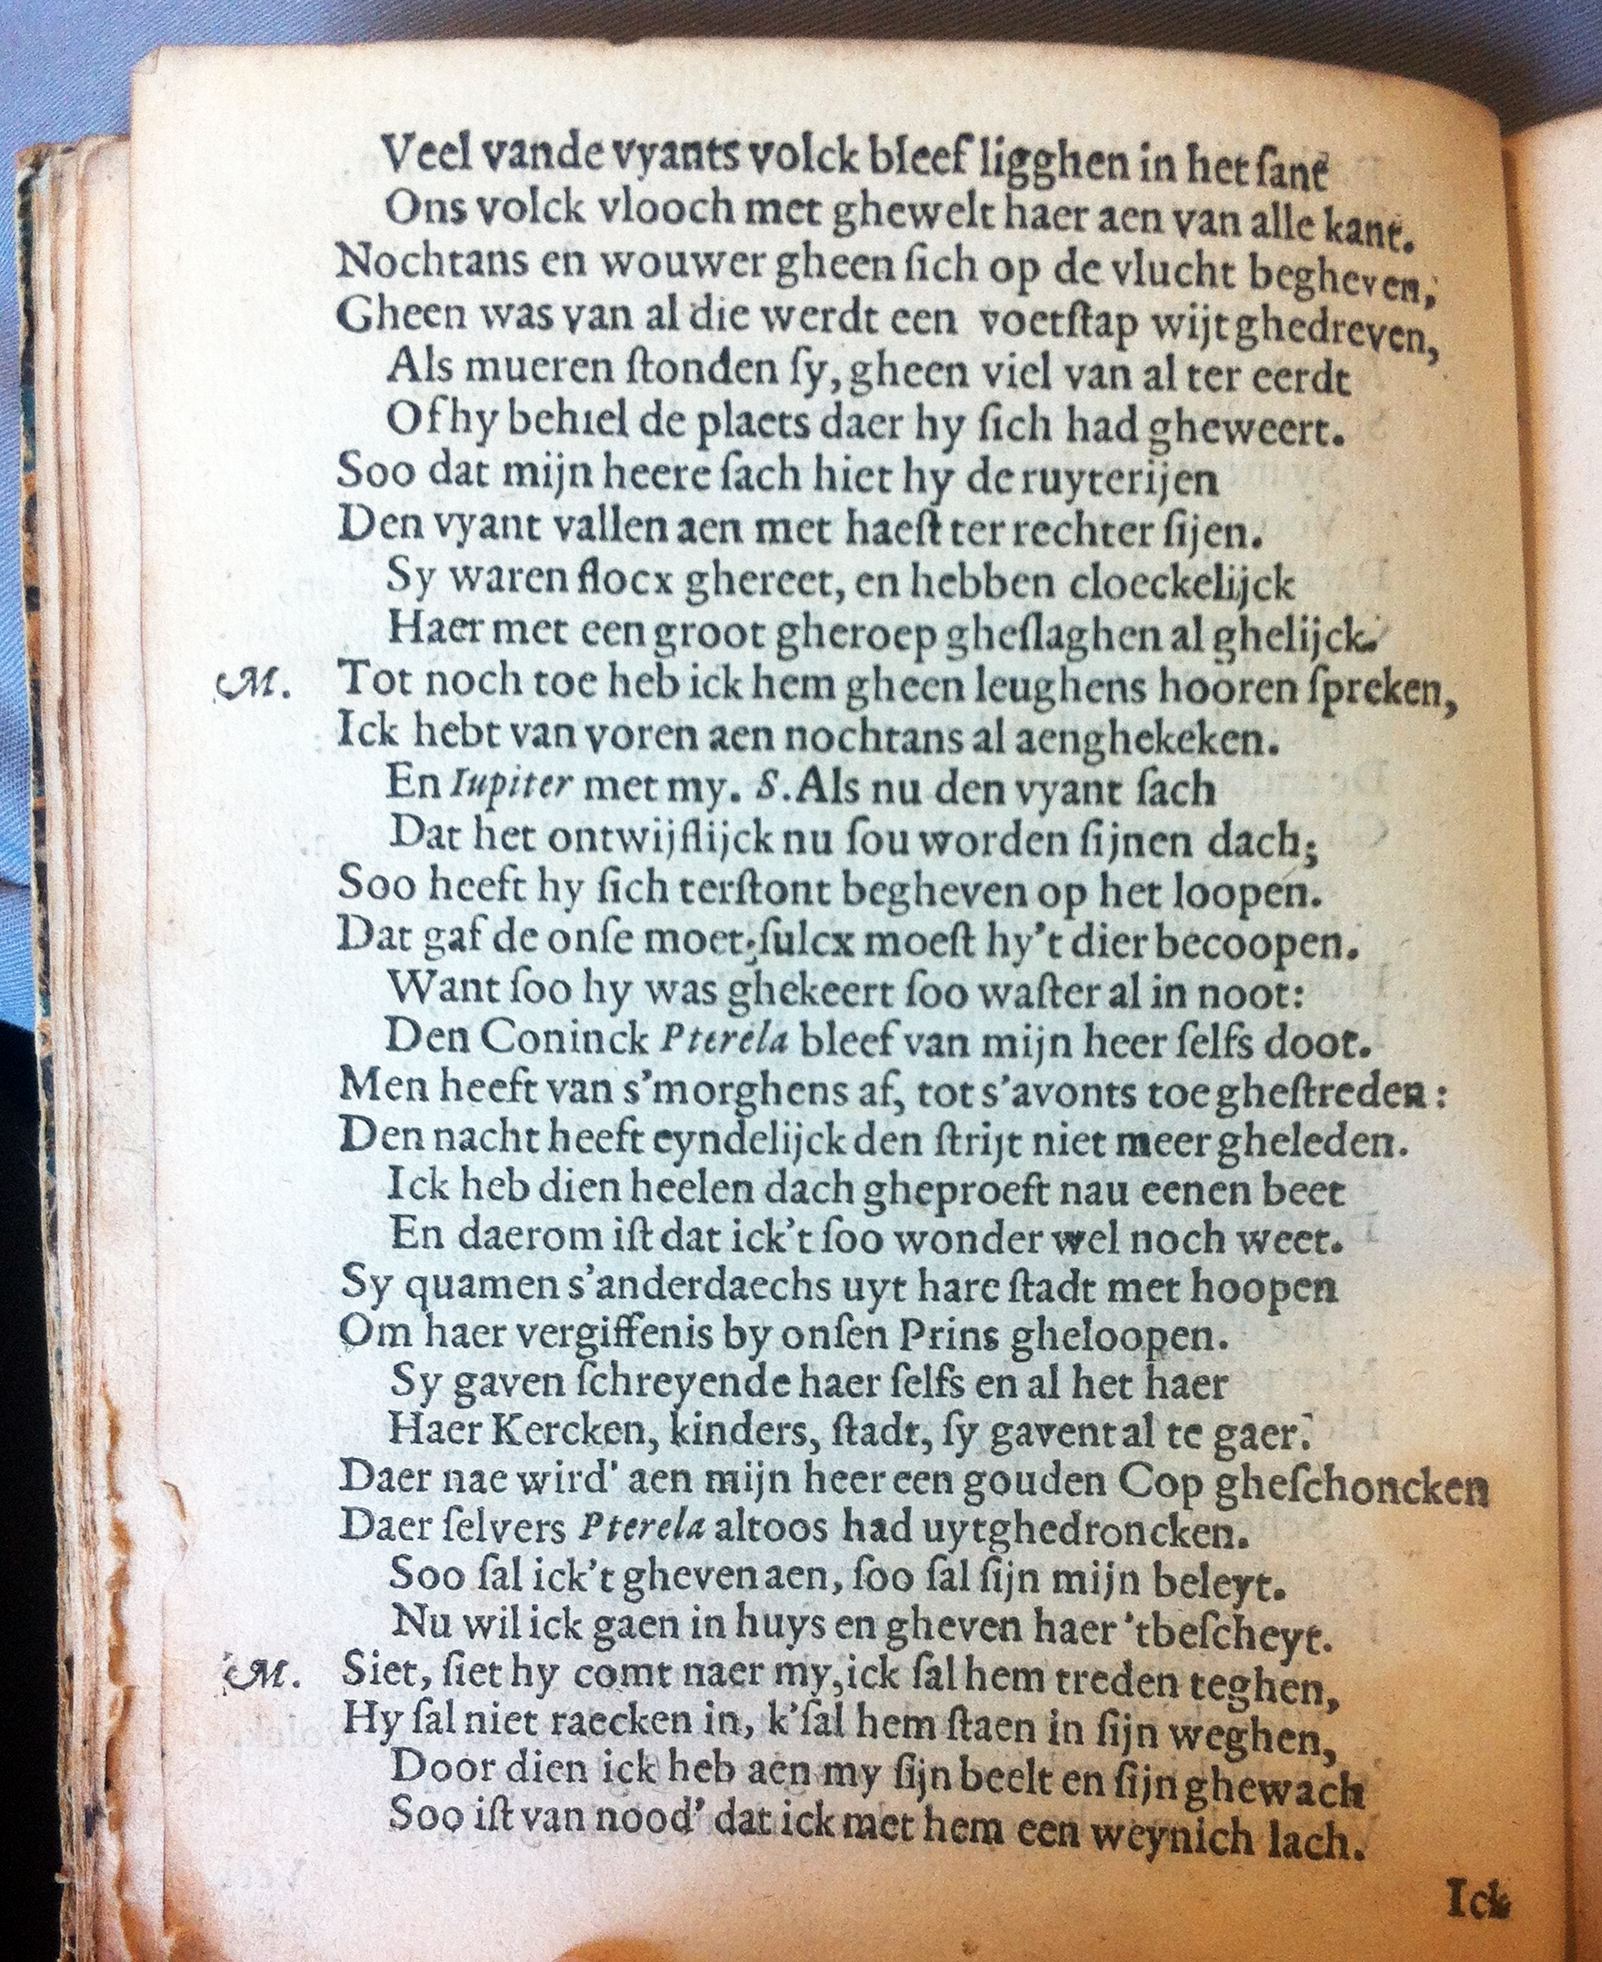 Veel vande vyants volck bleef ligghen in het ſant
Ons volck vlooch met ghewelt haer aen van alle kant.
Nochtans en wouwer gheen ſich op de vlucht begheven,
Gheen was van al die werdt een voetſtap wijt ghedreven,
Als mueren ſtonden ſy, gheen viel van al ter eerdt
Of hy behiel de plaets daer hy ſich had gheweert.
Soo dat mijn heere ſach hiet hy de ruyterijen
Den vyant vallen aen met haeſt ter rechter ſijen.
Sy waren flocx ghereet, en hebben cloeckelijck
Haer met een groot gheroep gheſlaghen al ghelijck.
M. Tot noch toe heb ick hem gheen leughens hooren ſpreken,
Ick hebt van voren aen nochtans al aenghekeken.
En Iupiter met my. S. Als nu den vyant ſach
Dat het ontwijflijck nu ſou worden ſijnen dach;
Soo heeft hy ſich terſtont begheven op het loopen.
Dat gaf de onſe moet; ſulcx moeſt hy't dier becoopen.
Want ſoo hy was ghekeert ſoo waſter al in noot:
Den Coninck Pterela bleef van mijn heer ſelfs doot.
Men heeft van s'morghens af, tot s'avonts toe gheſtreden:
Den nacht heeft eyndelijck den ſtrijt niet meer gheleden.
Ick heb dien heelen dach gheproeft nau eenen beet
En daerom iſt dat ick't ſoo wonder wel noch weet.
Sy quamen s'anderdaechs uyt hare ſtadt met hoopen
Om haer vergiffenis by onſen Prins gheloopen.
Sy gaven ſchreyende haer ſelfs en al het haer
Haer Kercken, kinders, ſtadt, ſy gavent al te gaer.
Daer nae wird' aen mijn heer een gouden Cop gheſchoncken
Daer ſelvers Pterela altoos had uytghedroncken.
Soo ſal ick't gheven aen, ſoo ſal ſijn mijn beleyt.
Nu wil ick gaen in huys en gheven haer 'tbeſcheyt.
M. Siet, ſiet hy comt naer my, ick ſal hem treden teghen,
Hy ſal niet raecken in, k'ſal hem ſtaen in ſijn weghen,
Door dien ick heb aen my ſijn beelt en ſijn ghewach
Soo iſt van nood' dat ick met hem een weynich lach.
Ick